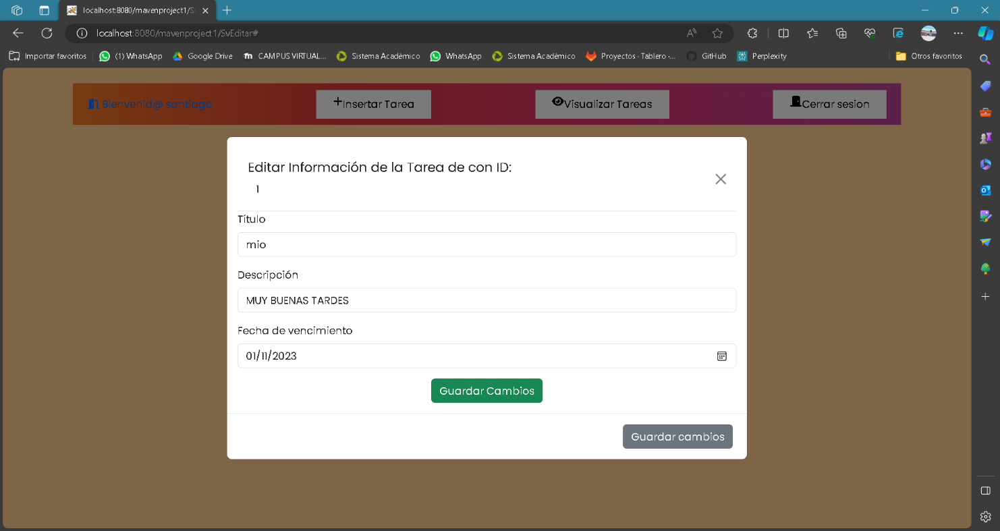 localhost:8080/mavenproject1/S
localhost:8080/mavenproject1/SvEditar#
Importar favoritos (1) WhatsApp Google Drive CAMPUS VIRTUAL... Sistema Académico WhatsApp Sistema Académico Proyectos · Tablero ·... GitHub Perplexity Otros favoritos
Bienvenid@ santiago Insertar Tarea Visualizar Tareas Cerrar sesion
Editar Información de la Tarea de con ID:
1
Título
mio
Descripción
MUY BUENAS TARDES
Fecha de vencimiento
01/11/2023
Guardar Cambios
Guardar cambios